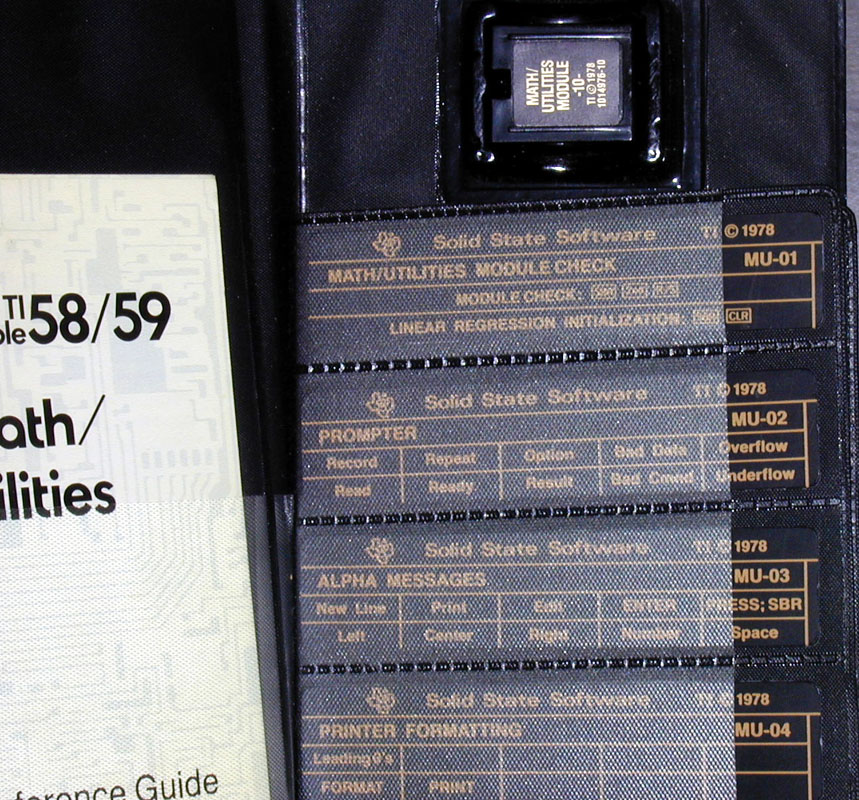 MATH/
UTILITIES
MODULE
-10-
TI © 1978
1014976-10
TI
58/59
ath/
ilities
ference Guide
Solid State Software TI © 1978
MATH/UTILITIES MODULE CHECK MU-01
MODULE CHECK:
LINEAR REGRESSION INITIALIZATION: SBR CLR
Solid State Software TI © 1978
PROMPTER MU-02
Record Repeat Option Bad Data Overflow
Read Ready Result Bad Cmnd Underflow
Solid State Software TI © 1978
ALPHA MESSAGES MU-03
New Line Print Edit ENTER PRESS; SBR
Left Center Right Number Space
Solid State Software TI © 1978
PRINTER FORMATTING MU-04
Leading 0's
FORMAT PRINT